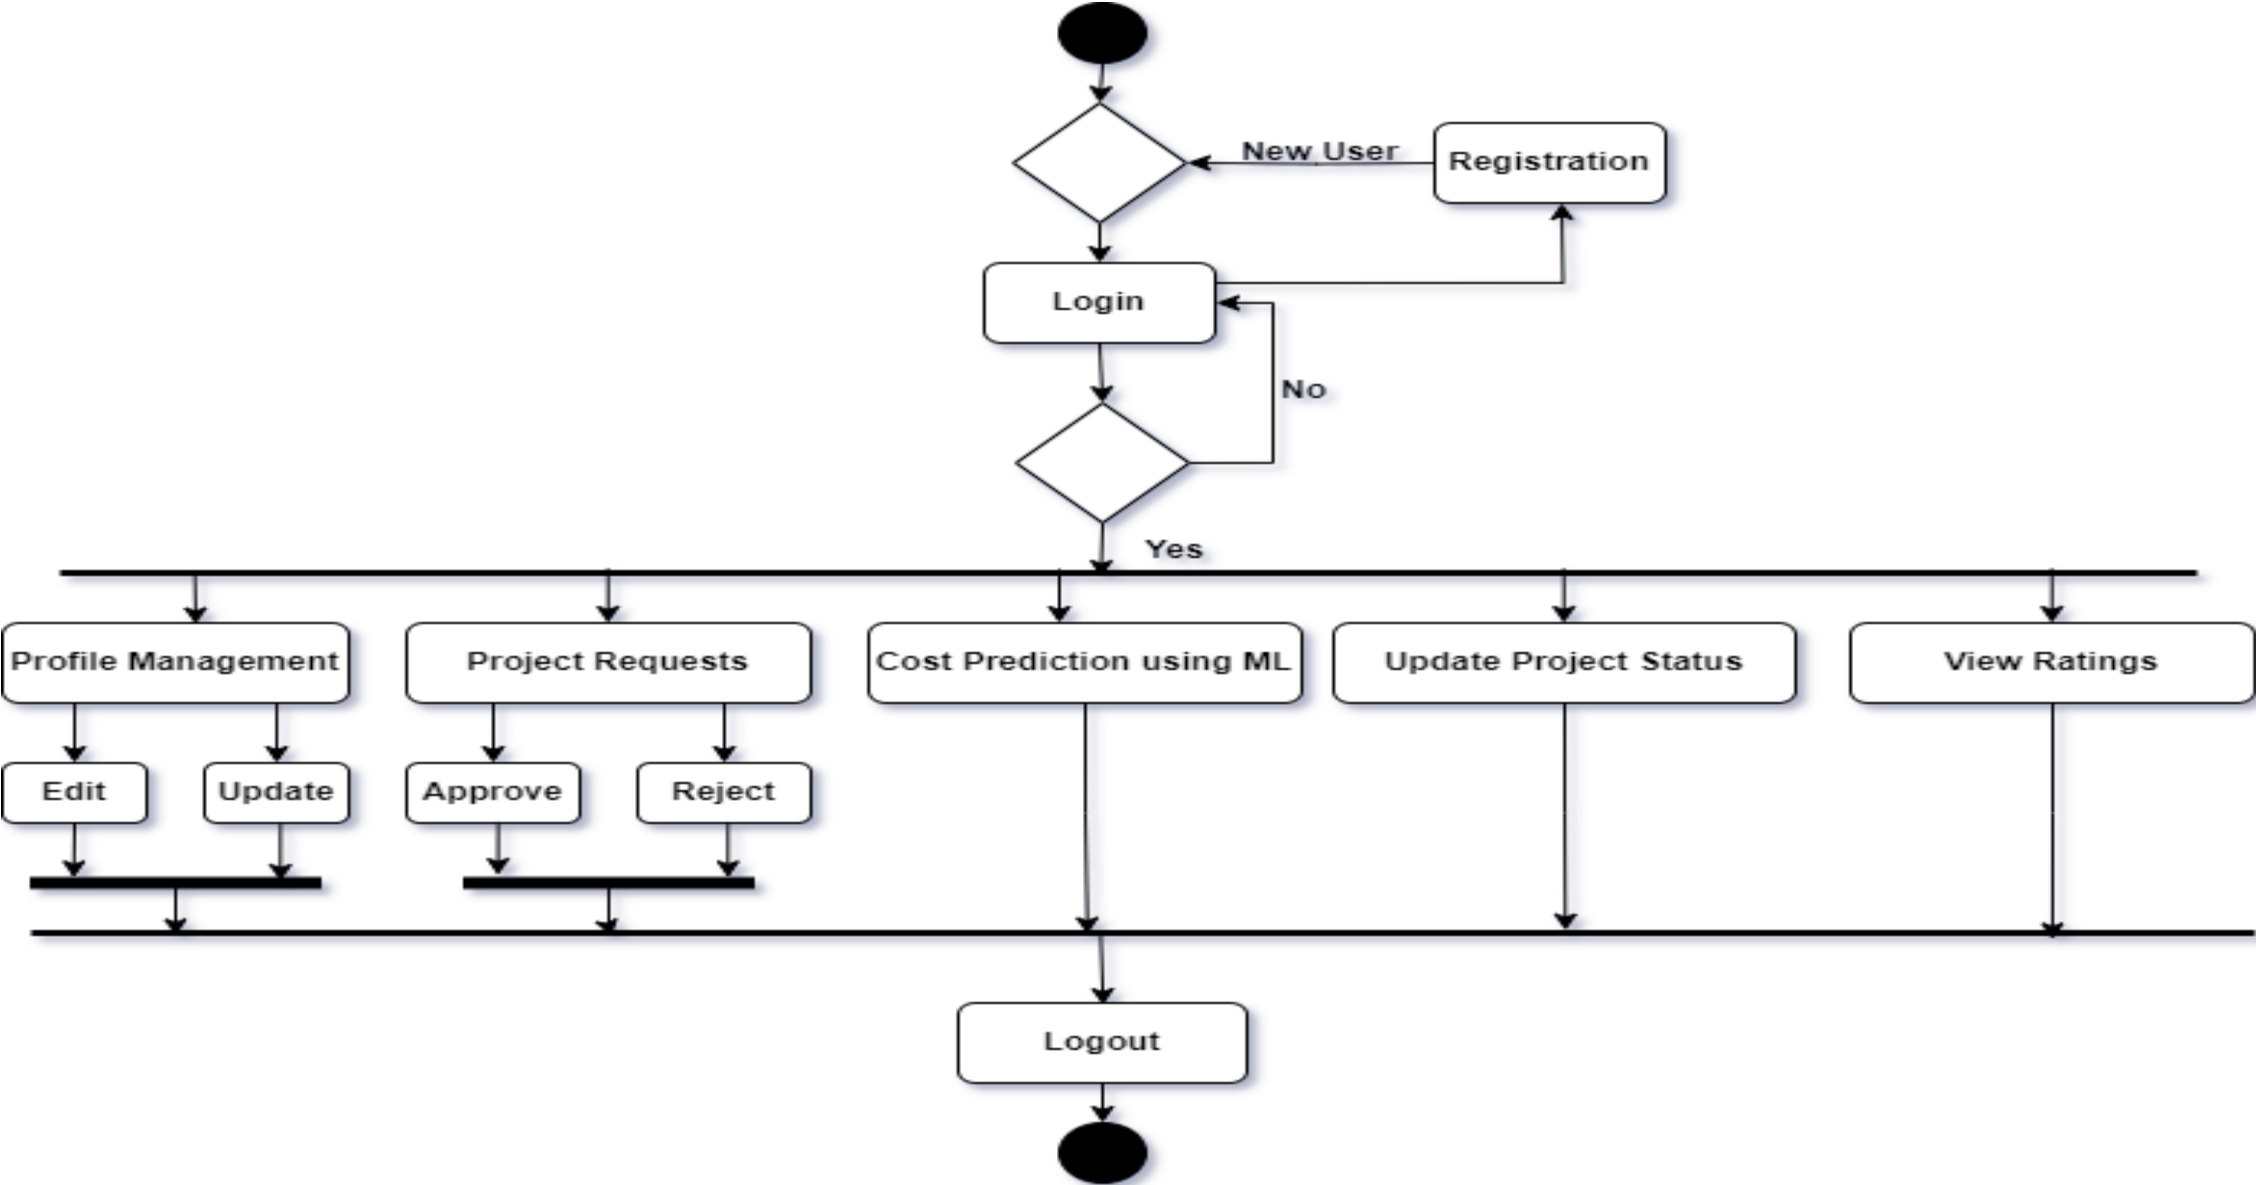 New User
Registration
Login
No
Yes
Profile Management
Project Requests
Cost Prediction using ML
Update Project Status
View Ratings
Edit
Update
Approve
Reject
Logout